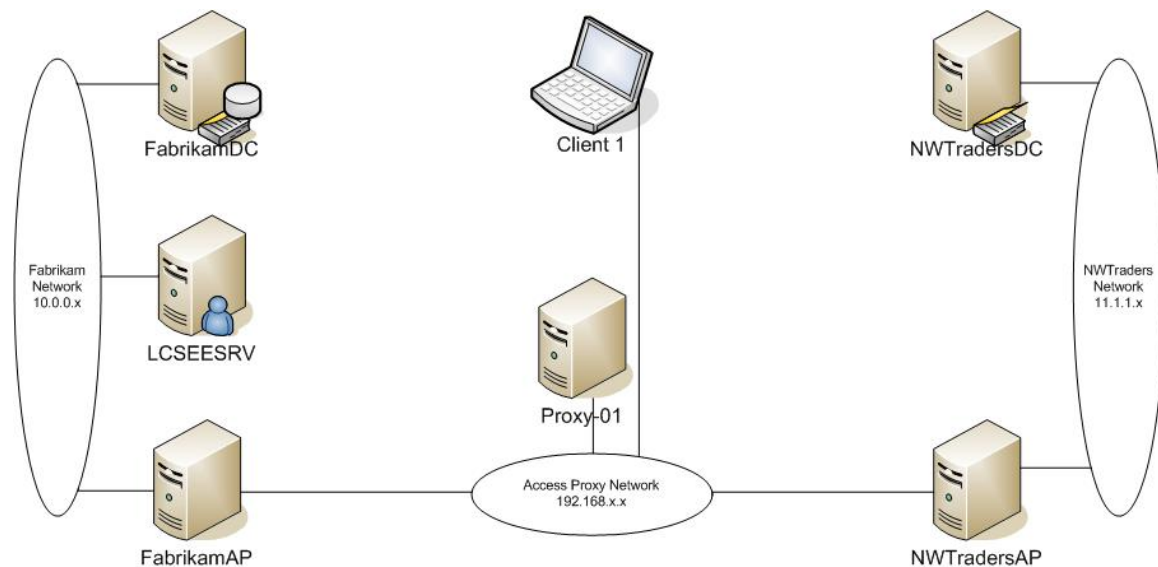 FabrikamDC
Client 1
NWTradersDC
Fabrikam
Network
10.0.0.x
NWTraders
Network
11.1.1.x
LCSEESRV
Proxy-01
Access Proxy Network
192.168.x.x
FabrikamAP
NWTradersAP